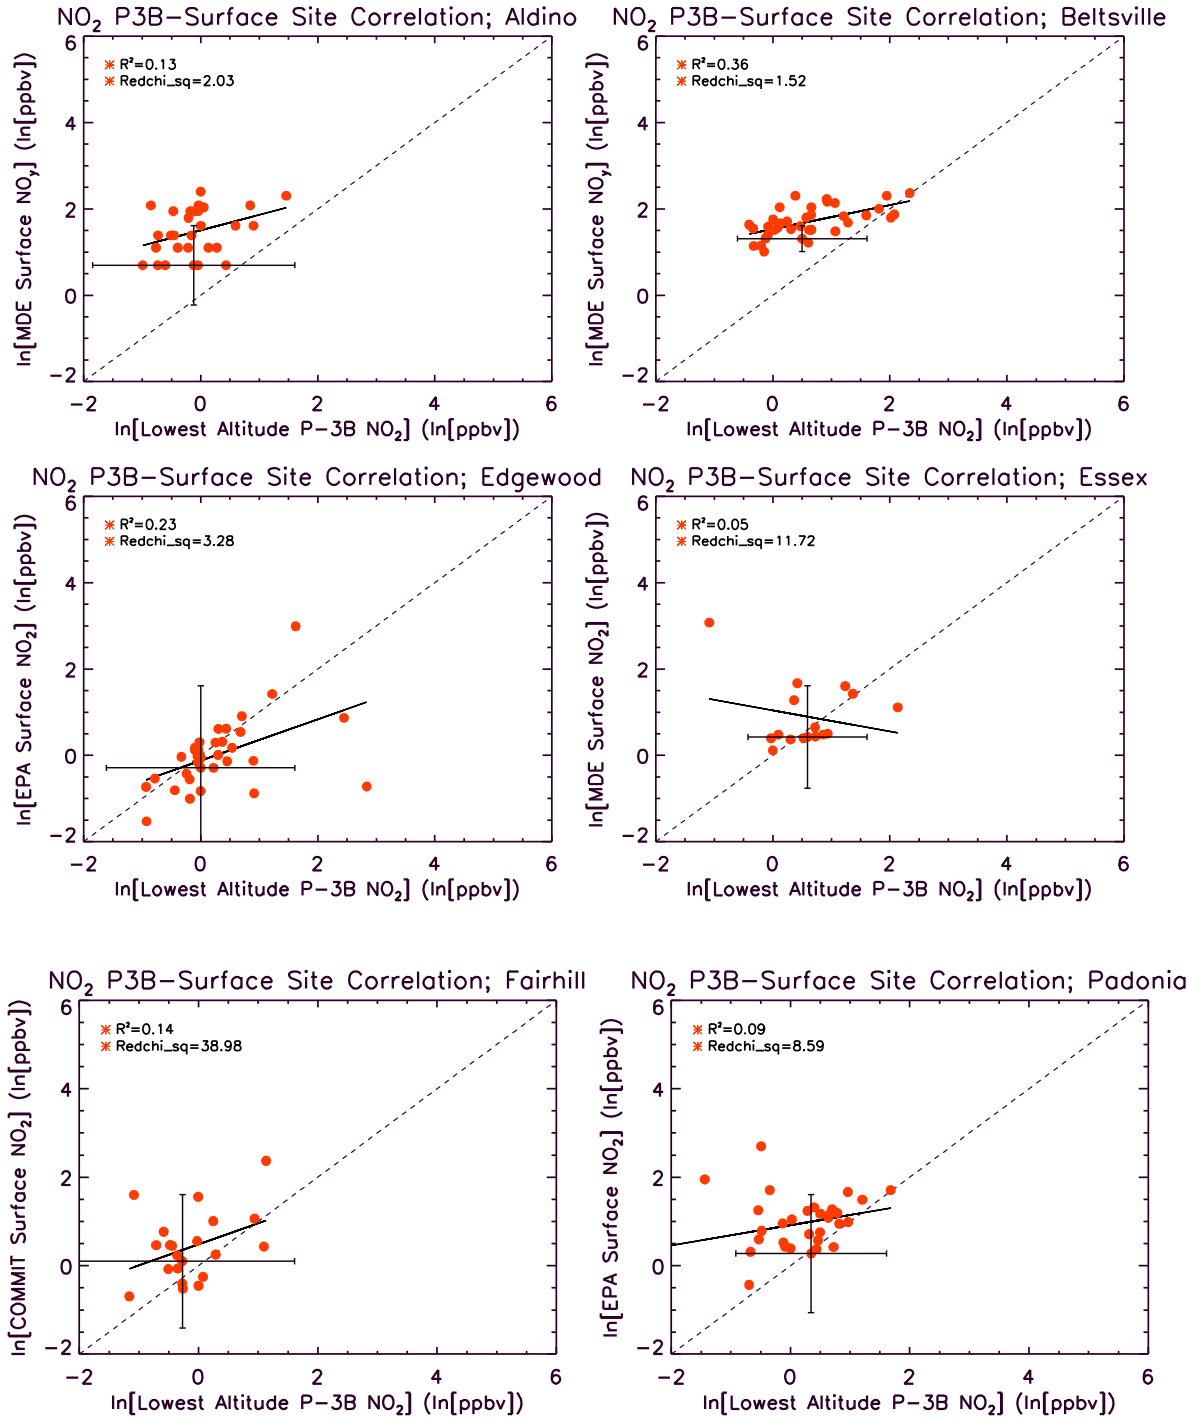 NO₂ P3B-Surface Site Correlation; Aldino
R²=0.13
Redchi_sq=2.03
ln[MDE Surface NOy] (ln[ppbv])
6
4
2
0
-2
-2 0 2 4 6
ln[Lowest Altitude P-3B NO₂] (ln[ppbv])
NO₂ P3B-Surface Site Correlation; Beltsville
R²=0.36
Redchi_sq=1.52
ln[MDE Surface NOy] (ln[ppbv])
6
4
2
0
-2
-2 0 2 4 6
ln[Lowest Altitude P-3B NO₂] (ln[ppbv])
NO₂ P3B-Surface Site Correlation; Edgewood
R²=0.23
Redchi_sq=3.28
ln[EPA Surface NO₂] (ln[ppbv])
6
4
2
0
-2
-2 0 2 4 6
ln[Lowest Altitude P-3B NO₂] (ln[ppbv])
NO₂ P3B-Surface Site Correlation; Essex
R²=0.05
Redchi_sq=11.72
ln[MDE Surface NO₂] (ln[ppbv])
6
4
2
0
-2
-2 0 2 4 6
ln[Lowest Altitude P-3B NO₂] (ln[ppbv])
NO₂ P3B-Surface Site Correlation; Fairhill
R²=0.14
Redchi_sq=38.98
ln[COMMIT Surface NO₂] (ln[ppbv])
6
4
2
0
-2
-2 0 2 4 6
ln[Lowest Altitude P-3B NO₂] (ln[ppbv])
NO₂ P3B-Surface Site Correlation; Padonia
R²=0.09
Redchi_sq=8.59
ln[EPA Surface NO₂] (ln[ppbv])
6
4
2
0
-2
-2 0 2 4 6
ln[Lowest Altitude P-3B NO₂] (ln[ppbv])